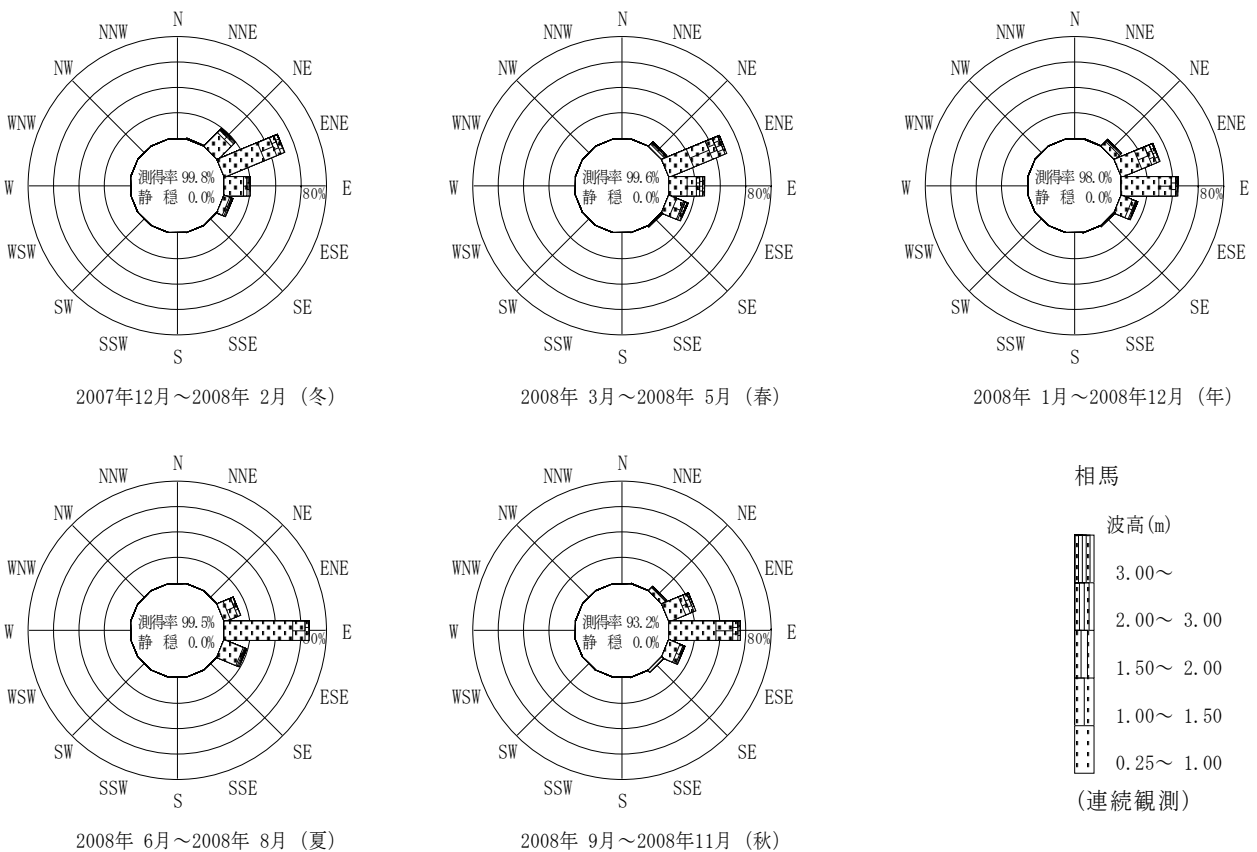 N
NNW NNE
NW NE
WNW ENE
測得率 99.8%
静 穏 0.0%
W 80% E
WSW ESE
SW SE
SSW SSE
S
2007年12月～2008年 2月 (冬)
N
NNW NNE
NW NE
WNW ENE
測得率 99.6%
静 穏 0.0%
W 80% E
WSW ESE
SW SE
SSW SSE
S
2008年 3月～2008年 5月 (春)
N
NNW NNE
NW NE
WNW ENE
測得率 98.0%
静 穏 0.0%
W 80% E
WSW ESE
SW SE
SSW SSE
S
2008年 1月～2008年12月 (年)
N
NNW NNE
NW NE
WNW ENE
測得率 99.5%
静 穏 0.0%
W 80% E
WSW ESE
SW SE
SSW SSE
S
2008年 6月～2008年 8月 (夏)
N
NNW NNE
NW NE
WNW ENE
測得率 93.2%
静 穏 0.0%
W 80% E
WSW ESE
SW SE
SSW SSE
S
2008年 9月～2008年11月 (秋)
相馬
波高(m)
3.00～
2.00～ 3.00
1.50～ 2.00
1.00～ 1.50
0.25～ 1.00
(連続観測)